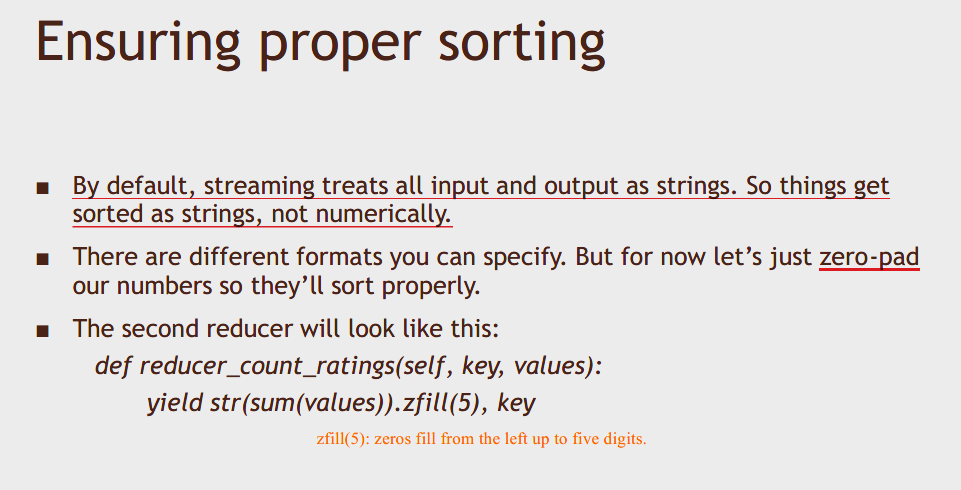 Ensuring proper sorting
■ By default, streaming treats all input and output as strings. So things get
sorted as strings, not numerically.
■ There are different formats you can specify. But for now let’s just zero-pad
our numbers so they’ll sort properly.
■ The second reducer will look like this:
def reducer_count_ratings(self, key, values):
yield str(sum(values)).zfill(5), key
zfill(5): zeros fill from the left up to five digits.